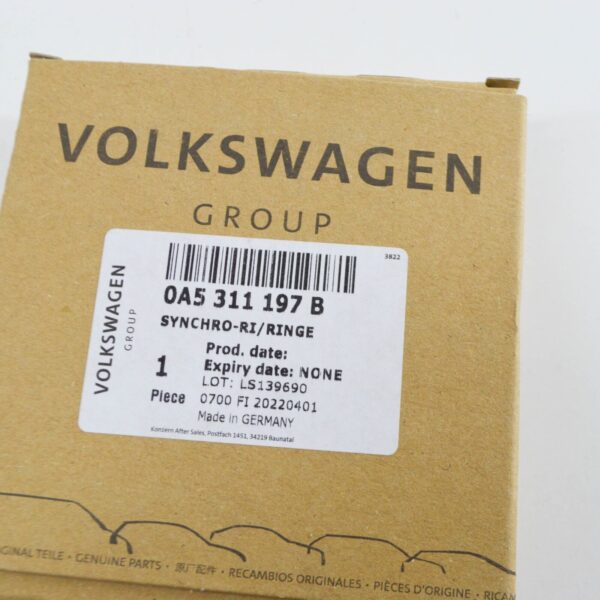 VOLKSWAGEN
GROUP
3822
VOLKSWAGEN
GROUP
0A5 311 197 B
SYNCHRO-RI/RINGE
Prod. date:
1
Expiry date: NONE
LOT: LS139690
Piece
0700 FI 20220401
Made in GERMANY
Konzern After Sales, Postfach 1451, 34219 Baunatal
GINAL TEILE · GENUINE PARTS · 原厂配件 · RECAMBIOS ORIGINALES · PIÈCES D'ORIGINE · RICAM